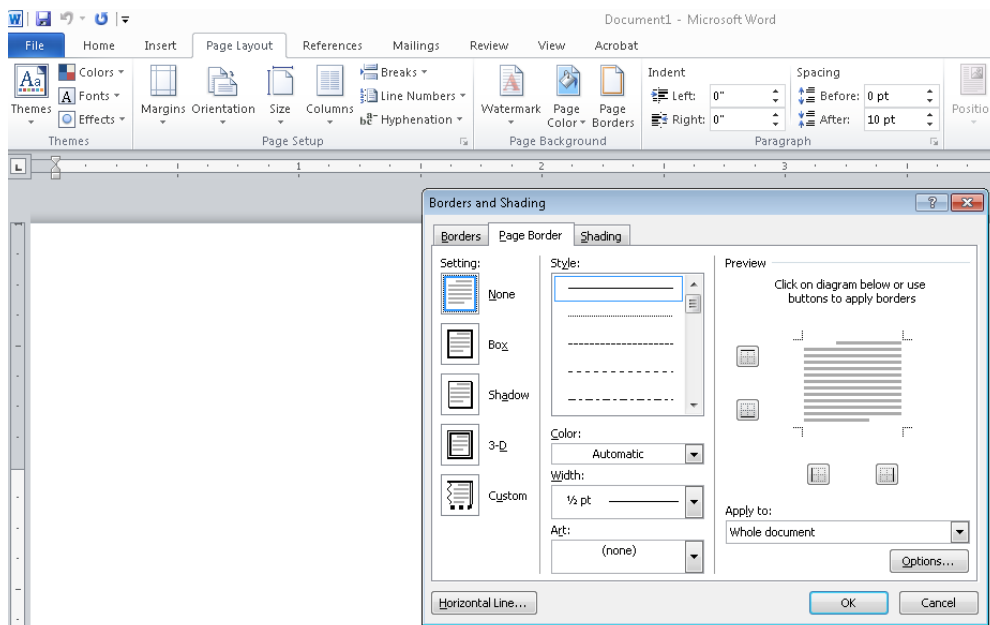 Document1 - Microsoft Word
File Home Insert Page Layout References Mailings Review View Acrobat
Themes
Colors
Fonts
Effects
Themes
Margins
Orientation
Size
Columns
Breaks
Line Numbers
Hyphenation
Page Setup
Watermark
Page Color
Page Borders
Page Background
Indent
Left: 0"
Right: 0"
Spacing
Before: 0 pt
After: 10 pt
Paragraph
1 2 3
Borders and Shading
Borders Page Border Shading
Setting:
None
Box
Shadow
3-D
Custom
Style:
Color:
Automatic
Width:
½ pt
Art:
(none)
Preview
Click on diagram below or use
buttons to apply borders
Apply to:
Whole document
Options...
Horizontal Line...
OK Cancel